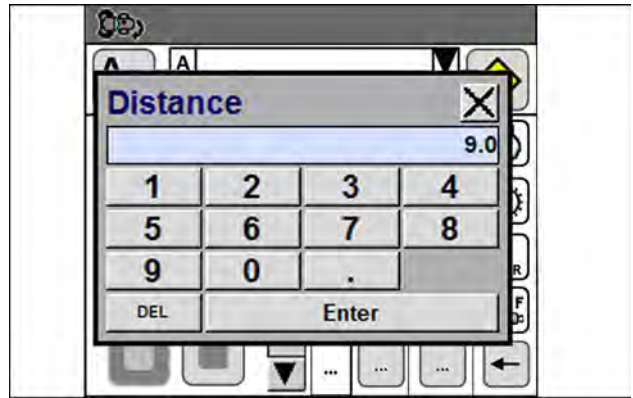 A
A
Distance
9.0
1 2 3 4
5 6 7 8
9 0 .
R
DEL Enter
F
... ... ...